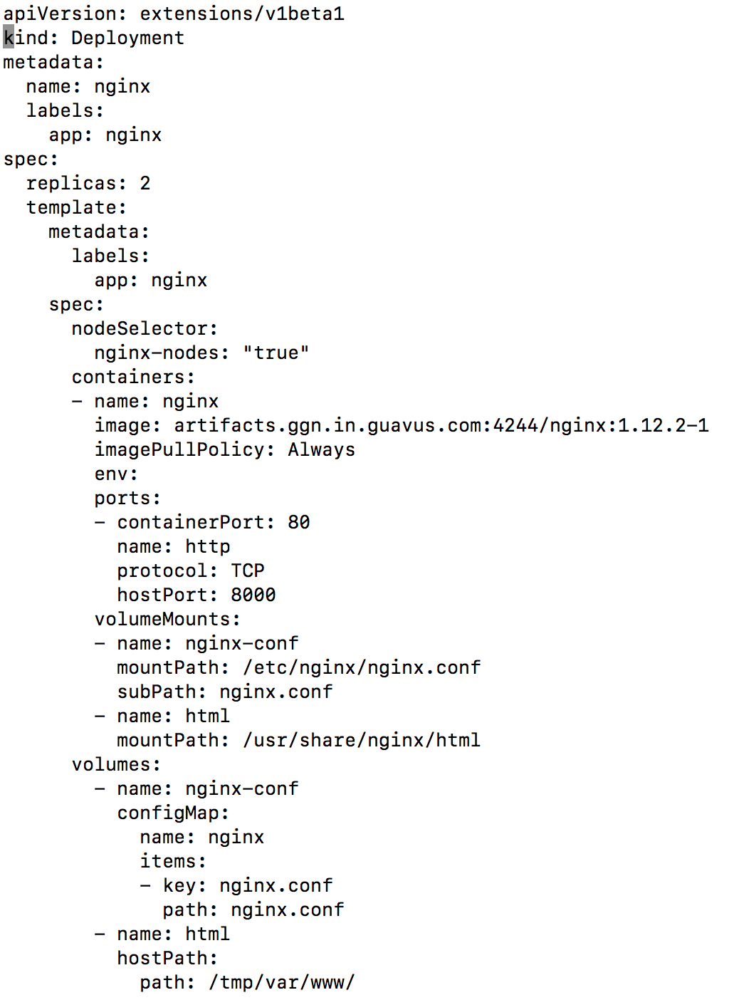 apiVersion: extensions/v1beta1
kind: Deployment
metadata:
  name: nginx
  labels:
    app: nginx
spec:
  replicas: 2
  template:
    metadata:
      labels:
        app: nginx
    spec:
      nodeSelector:
        nginx-nodes: "true"
      containers:
      - name: nginx
        image: artifacts.ggn.in.guavus.com:4244/nginx:1.12.2-1
        imagePullPolicy: Always
        env:
        ports:
        - containerPort: 80
          name: http
          protocol: TCP
          hostPort: 8000
        volumeMounts:
        - name: nginx-conf
          mountPath: /etc/nginx/nginx.conf
          subPath: nginx.conf
        - name: html
          mountPath: /usr/share/nginx/html
      volumes:
        - name: nginx-conf
          configMap:
            name: nginx
            items:
            - key: nginx.conf
              path: nginx.conf
        - name: html
          hostPath:
            path: /tmp/var/www/